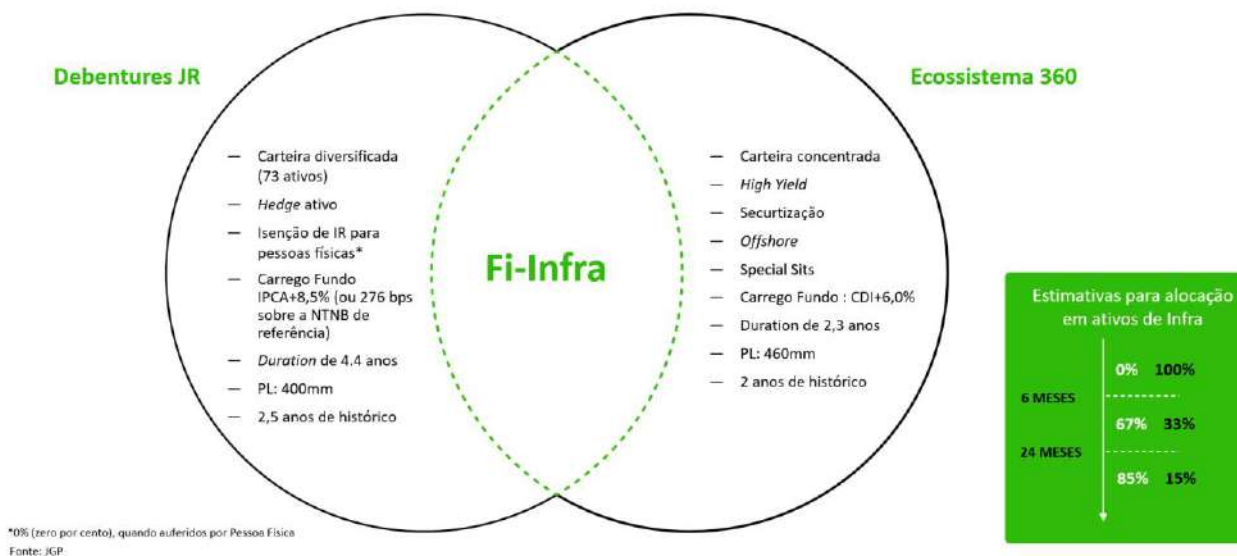 Debentures JR
Ecossistema 360
— Carteira diversificada
(73 ativos)
— Hedge ativo
— Isenção de IR para
pessoas físicas*
— Carrego Fundo
IPCA+8,5% (ou 276 bps
sobre a NTNB de
referência)
— Duration de 4.4 anos
— PL: 400mm
— 2,5 anos de histórico
Fi-Infra
— Carteira concentrada
— High Yield
— Securtização
— Offshore
— Special Sits
— Carrego Fundo : CDI+6,0%
— Duration de 2,3 anos
— PL: 460mm
— 2 anos de histórico
Estimativas para alocação
em ativos de Infra
0% 100%
6 MESES
67% 33%
24 MESES
85% 15%
*0% (zero por cento), quando auferidos por Pessoa Física
Fonte: JGP